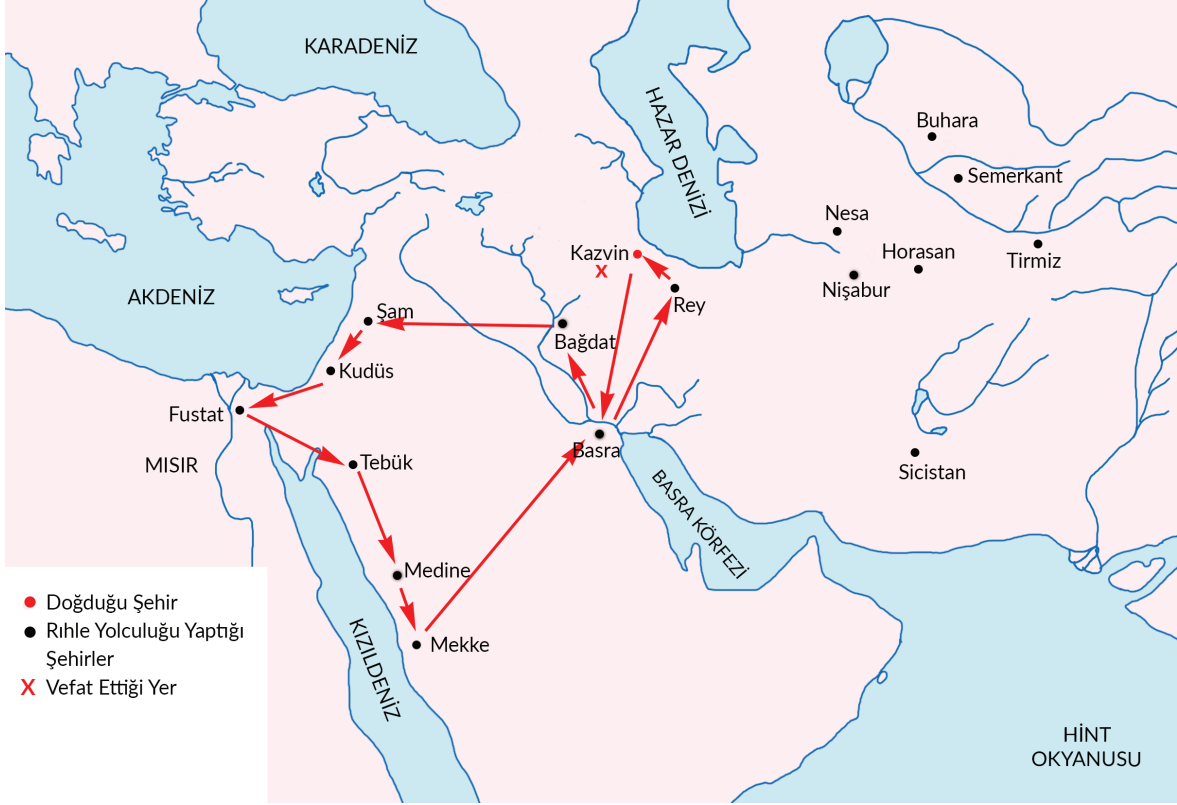 KARADENİZ
HAZAR DENİZİ
Buhara
Semerkant
Nesa
Horasan
Tirmiz
Nişabur
Kazvin
X
Rey
AKDENİZ
Şam
Bağdat
Kudüs
Fustat
Basra
MISIR
Tebük
Sicistan
BASRA KÖRFEZİ
Medine
Mekke
KIZILDENİZ
Doğduğu Şehir
Rıhle Yolculuğu Yaptığı
Şehirler
X Vefat Ettiği Yer
HİNT
OKYANUSU